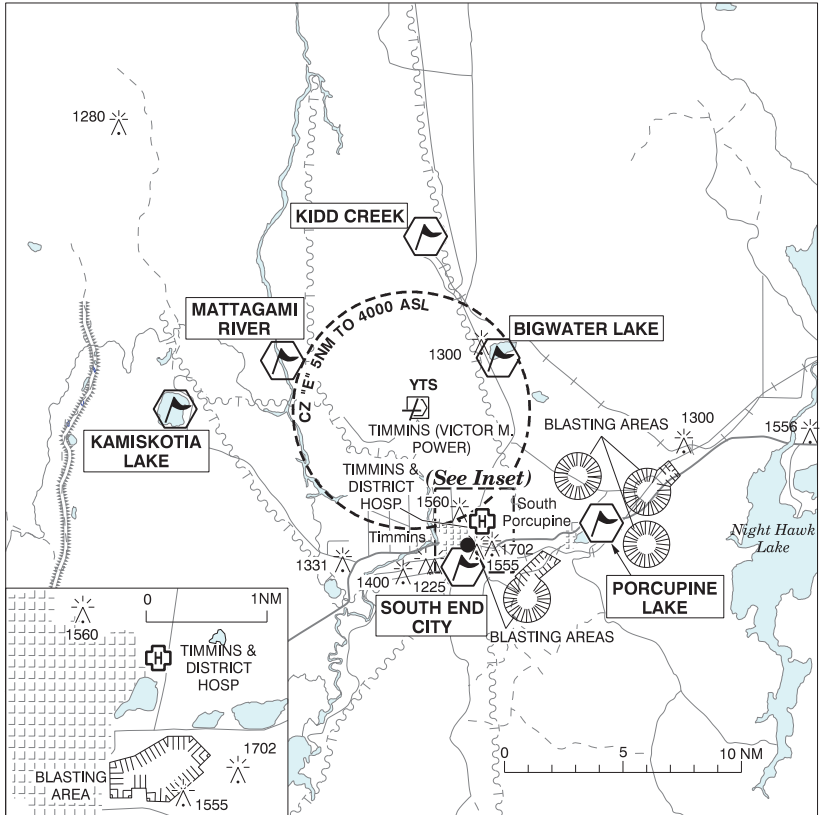 1280
KIDD CREEK
MATTAGAMI
RIVER
CZ "E" 5NM TO 4000 ASL
BIGWATER LAKE
1300
YTS
TIMMINS (VICTOR M.
POWER)
KAMISKOTIA
LAKE
BLASTING AREAS
1300
1556
TIMMINS &
DISTRICT
HOSP
(See Inset)
1560
H
South
Porcupine
Timmins
Night Hawk
Lake
1702
1555
1331
1400
1225
SOUTH END
CITY
PORCUPINE
LAKE
BLASTING AREAS
0
1NM
1560
H
TIMMINS &
DISTRICT
HOSP
1702
BLASTING
AREA
1555
0
5
10 NM